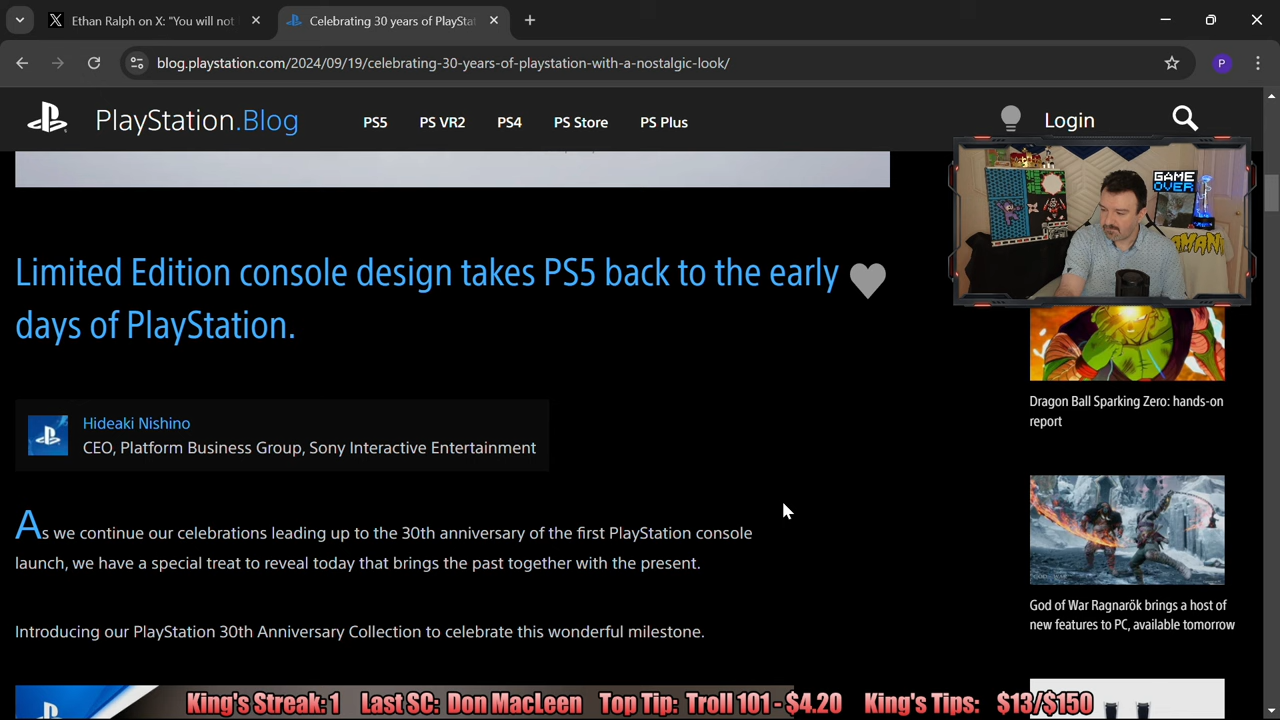 Ethan Ralph on X: "You will not
Celebrating 30 years of PlaySta
blog.playstation.com/2024/09/19/celebrating-30-years-of-playstation-with-a-nostalgic-look/
P
PlayStation.Blog
PS5
PS VR2
PS4
PS Store
PS Plus
Login
GAME
OVER
AMAN
Limited Edition console design takes PS5 back to the early
days of PlayStation.
Hideaki Nishino
CEO, Platform Business Group, Sony Interactive Entertainment
As we continue our celebrations leading up to the 30th anniversary of the first PlayStation console
launch, we have a special treat to reveal today that brings the past together with the present.
Introducing our PlayStation 30th Anniversary Collection to celebrate this wonderful milestone.
Dragon Ball Sparking Zero: hands-on
report
God of War Ragnarök brings a host of
new features to PC, available tomorrow
King's Streak: 1 Last SC: Don MacLeen Top Tip: Troll 101 - $4.20 King's Tips: $13/$150